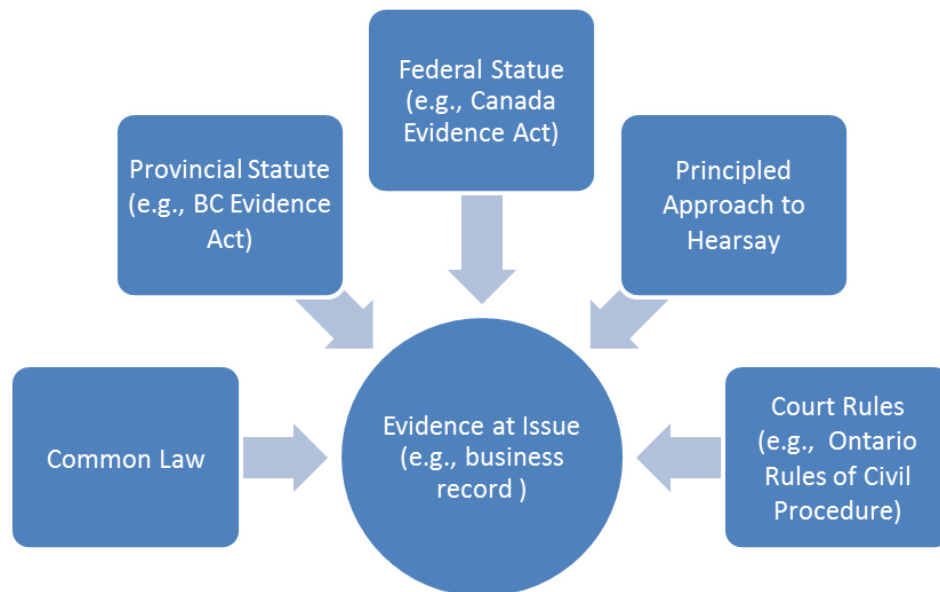 Federal Statue
(e.g., Canada
Evidence Act)
Provincial Statute
(e.g., BC Evidence
Act)
Principled
Approach to
Hearsay
Common Law
Evidence at Issue
(e.g., business
record )
Court Rules
(e.g., Ontario
Rules of Civil
Procedure)